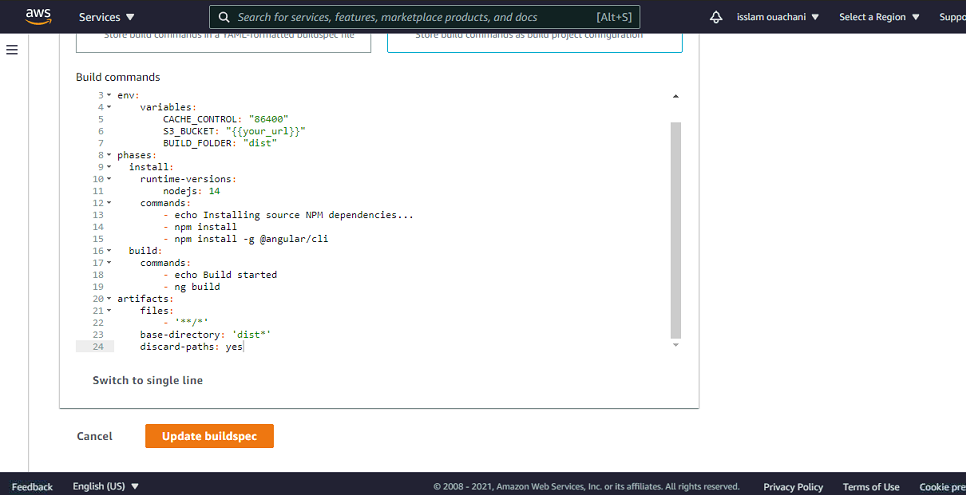 aws
Services
Search for services, features, marketplace products, and docs
[Alt+S]
isslam ouachani
Select a Region
Suppo
Store build commands in a YAML-formatted buildspec file
Store build commands as build project configuration
Build commands
3 env:
4 variables:
5 CACHE_CONTROL: "86400"
6 S3_BUCKET: "{{your_url}}"
7 BUILD_FOLDER: "dist"
8 phases:
9 install:
10 runtime-versions:
11 nodejs: 14
12 commands:
13 - echo Installing source NPM dependencies...
14 - npm install
15 - npm install -g @angular/cli
16 build:
17 commands:
18 - echo Build started
19 - ng build
20 artifacts:
21 files:
22 - '**/*'
23 base-directory: 'dist*'
24 discard-paths: yes
Switch to single line
Cancel
Update buildspec
Feedback
English (US)
© 2008 - 2021, Amazon Web Services, Inc. or its affiliates. All rights reserved.
Privacy Policy
Terms of Use
Cookie pre